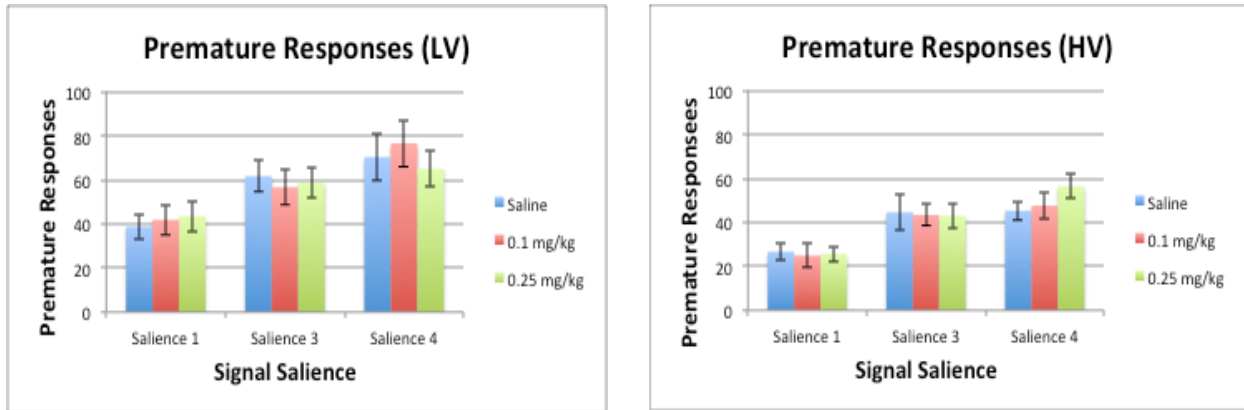 Premature Responses (LV)
Premature Responses
100
80
60
40
20
0
Salience 1
Salience 3
Salience 4
Signal Salience
Saline
0.1 mg/kg
0.25 mg/kg
Premature Responses (HV)
Premature Responsees
100
80
60
40
20
0
Salience 1
Salience 3
Salience 4
Signal Salience
Saline
0.1 mg/kg
0.25 mg/kg